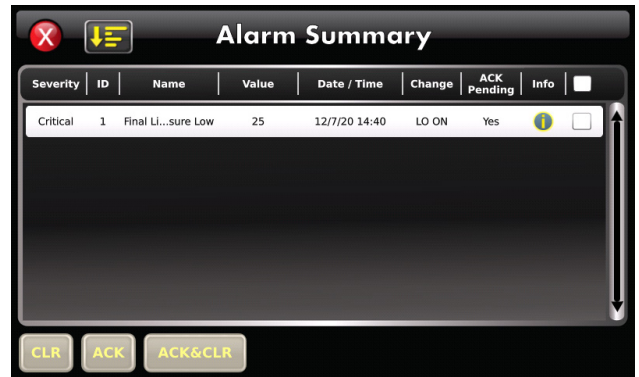 X
Alarm Summary
Severity ID Name Value Date / Time Change ACK Pending Info
Critical 1 Final Li...sure Low 25 12/7/20 14:40 LO ON Yes i
CLR ACK ACK&CLR